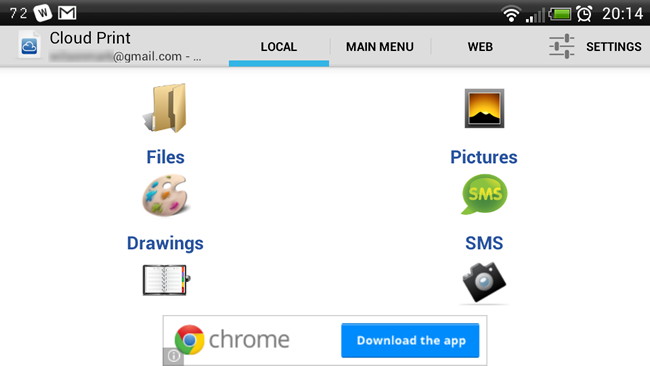 72 W 20:14
Cloud Print
@gmail.com - ...
LOCAL
MAIN MENU
WEB
SETTINGS
Files
Pictures
SMS
Drawings
SMS
chrome
Download the app